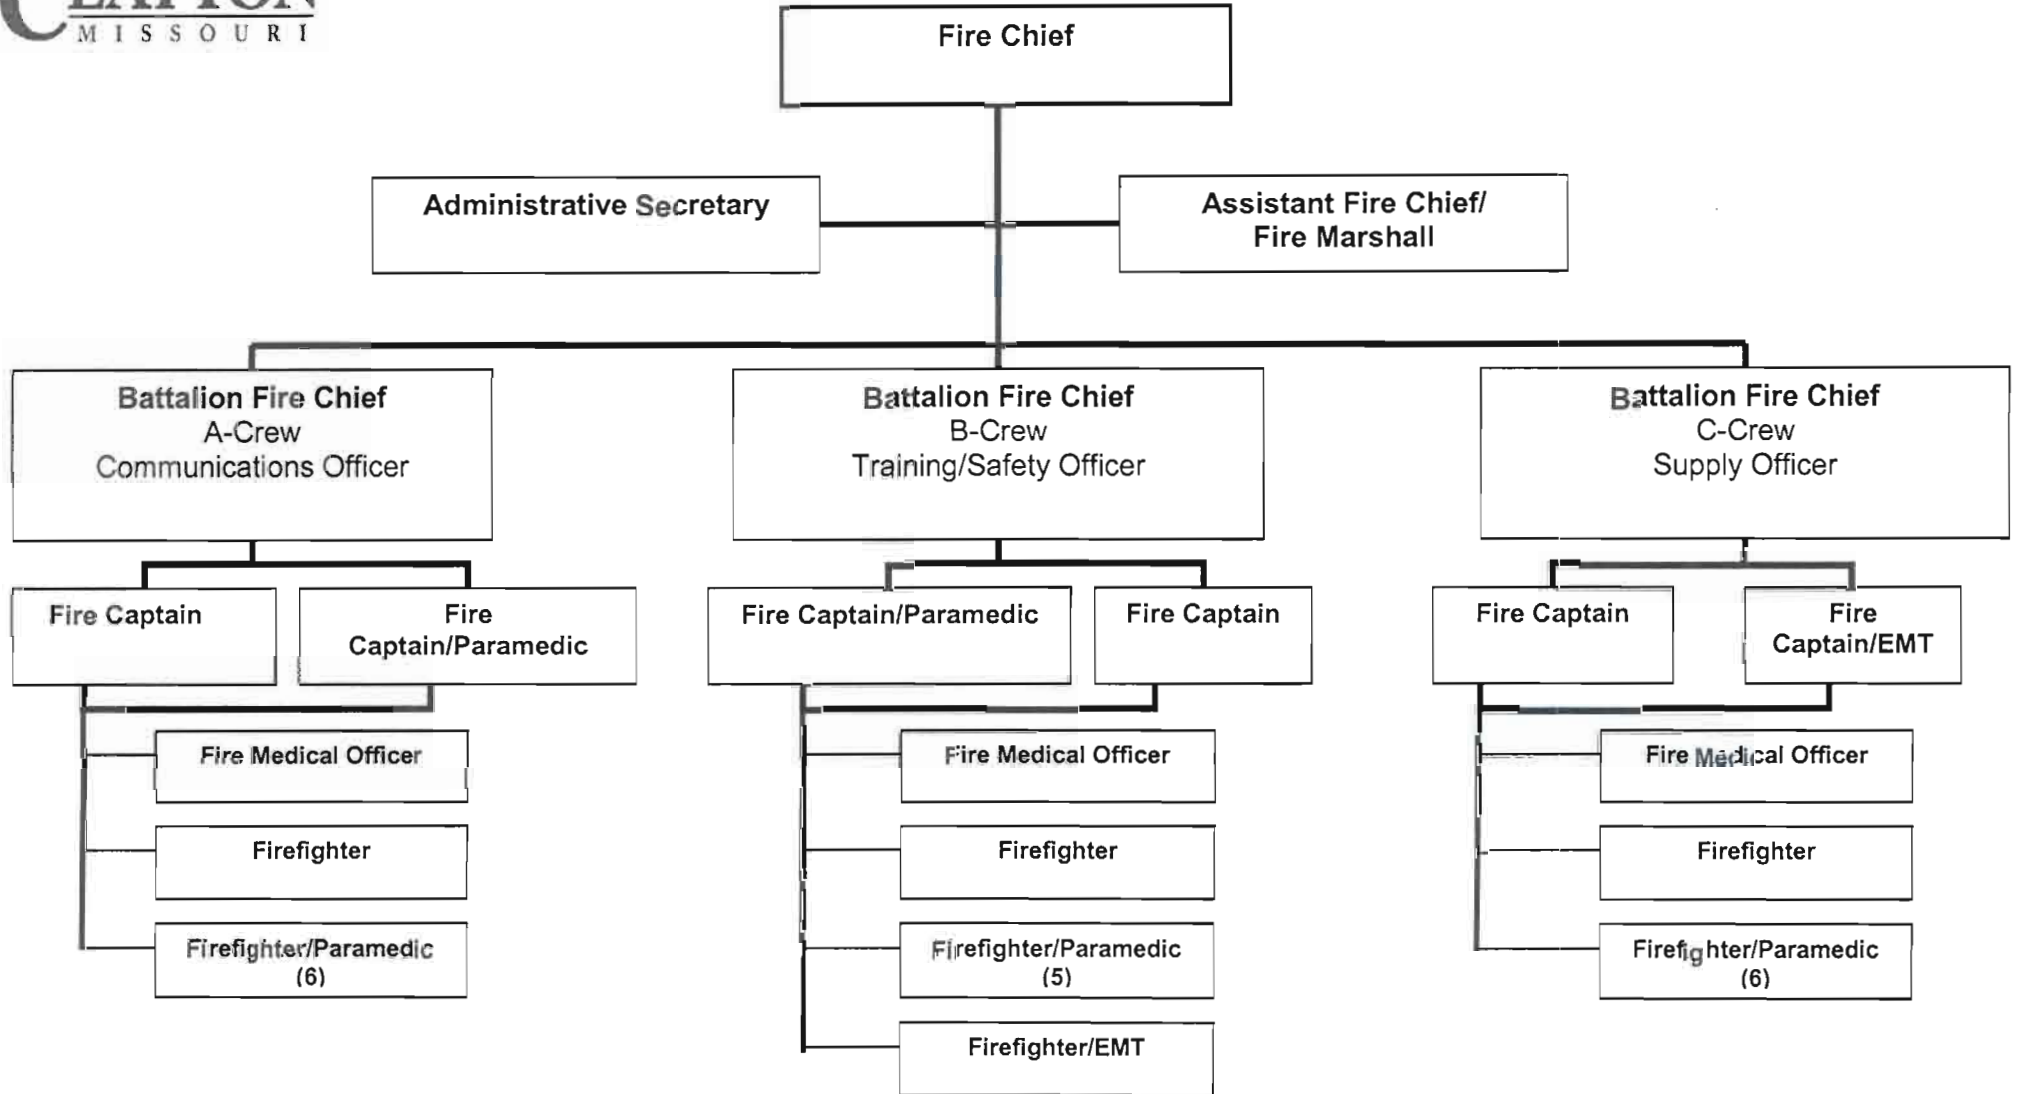 CLAYTON
MISSOURI
Fire Chief
Administrative Secretary
Assistant Fire Chief/
Fire Marshall
Battalion Fire Chief
A-Crew
Communications Officer
Battalion Fire Chief
B-Crew
Training/Safety Officer
Battalion Fire Chief
C-Crew
Supply Officer
Fire Captain
Fire
Captain/Paramedic
Fire Captain/Paramedic
Fire Captain
Fire Captain
Fire
Captain/EMT
Fire Medical Officer
Firefighter
Firefighter/Paramedic
(6)
Fire Medical Officer
Firefighter
Firefighter/Paramedic
(5)
Firefighter/EMT
Fire Medical Officer
Firefighter
Firefighter/Paramedic
(6)